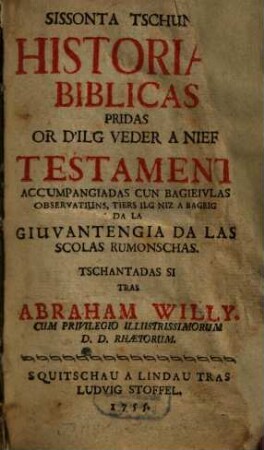 SISSONTA TSCHUN
HISTORIA
BIBLICAS
PRIDAS
OR D'ILG VEDER A NIEF
TESTAMENT
ACCUMPANGIADAS CUN BAGIEIVLAS
OBSERVATIUNS, TIERS ILG NIZ A BAGEIG
DA LA
GIUVANTENGIA DA LAS
SCOLAS RUMONSCHAS.
TSCHANTADAS SI
TRAS
ABRAHAM WILLY.
CUM PRIVILEGIO ILLUSTRISSIMORUM
D. D. RHÆTORUM.
SQUITSCHAU A LINDAU TRAS
LUDVIG STOFFEL.
1755.